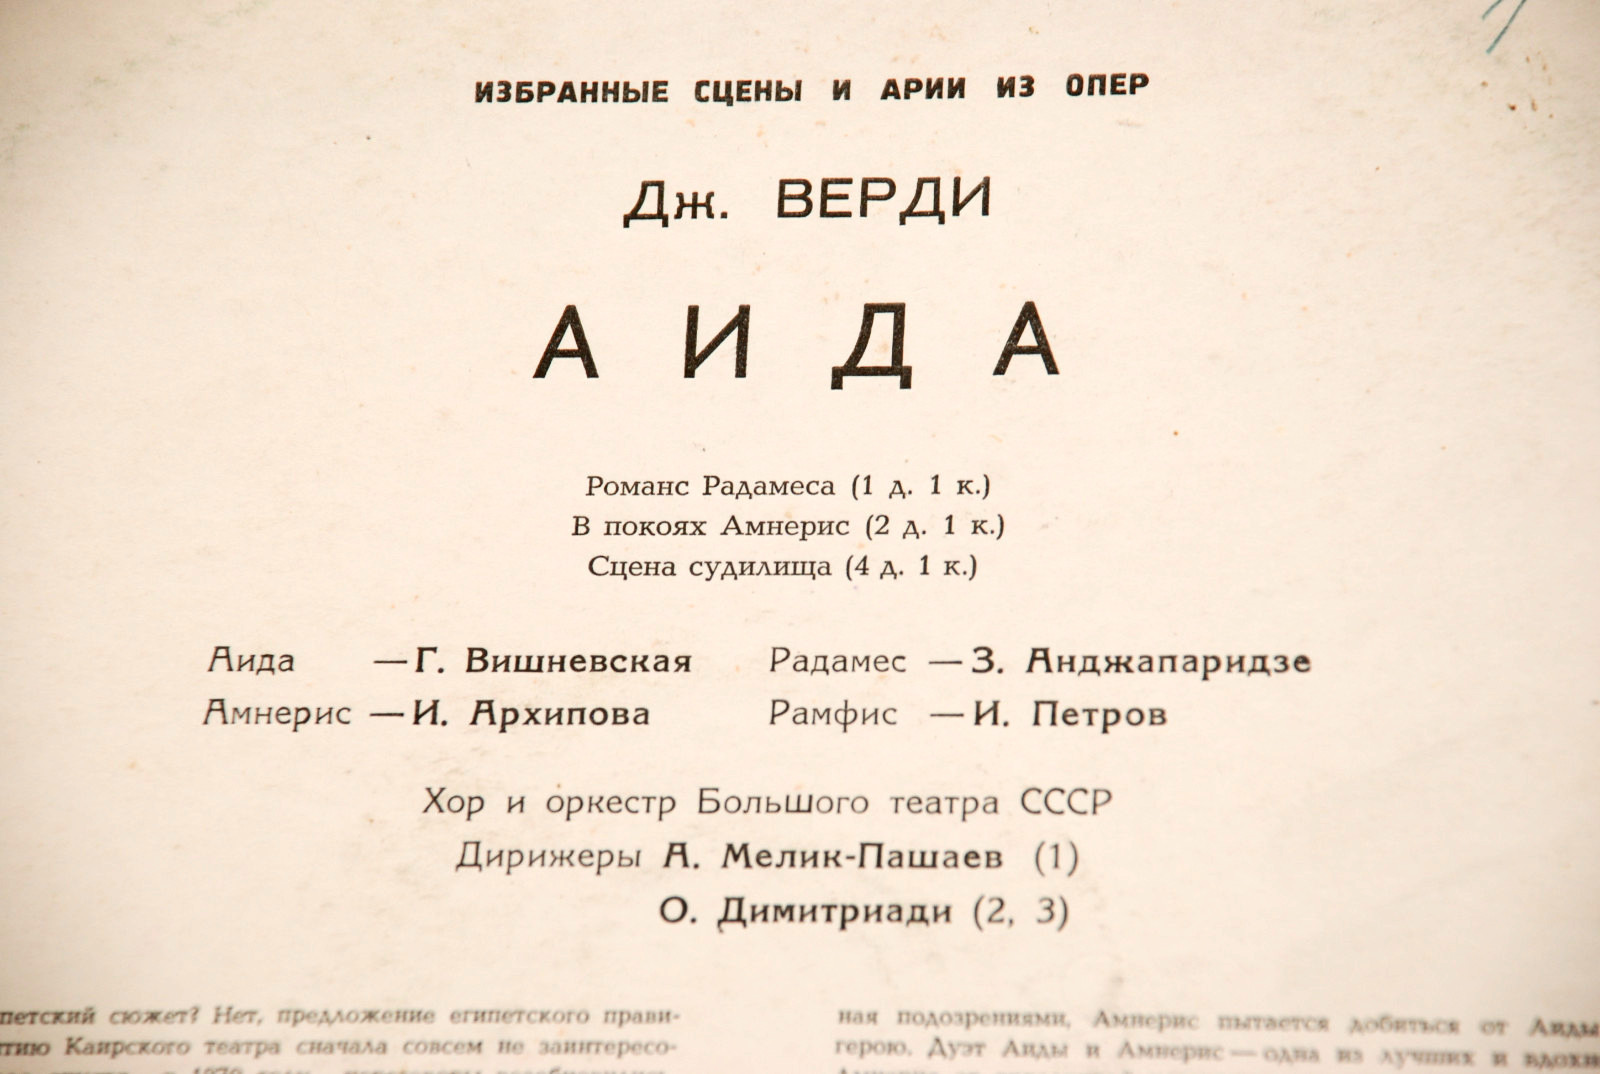 ИЗБРАННЫЕ СЦЕНЫ И АРИИ ИЗ ОПЕР
Дж. ВЕРДИ
АИДА
Романс Радамеса (1 д. 1 к.)
В покоях Амнерис (2 д. 1 к.)
Сцена судилища (4 д. 1 к.)
Аида — Г. Вишневская Радамес — З. Анджапаридзе
Амнерис — И. Архипова Рамфис — И. Петров
Хор и оркестр Большого театра СССР
Дирижеры А. Мелик-Пашаев (1)
О. Димитриади (2, 3)
петский сюжет? Нет, предложение египетского прави-
тию Каирского театра сначала совсем не заинтересо-
ная подозрениями, Амнерис пытается добиться от Аиды
герою. Дуэт Аиды и Амнерис — одна из лучших и